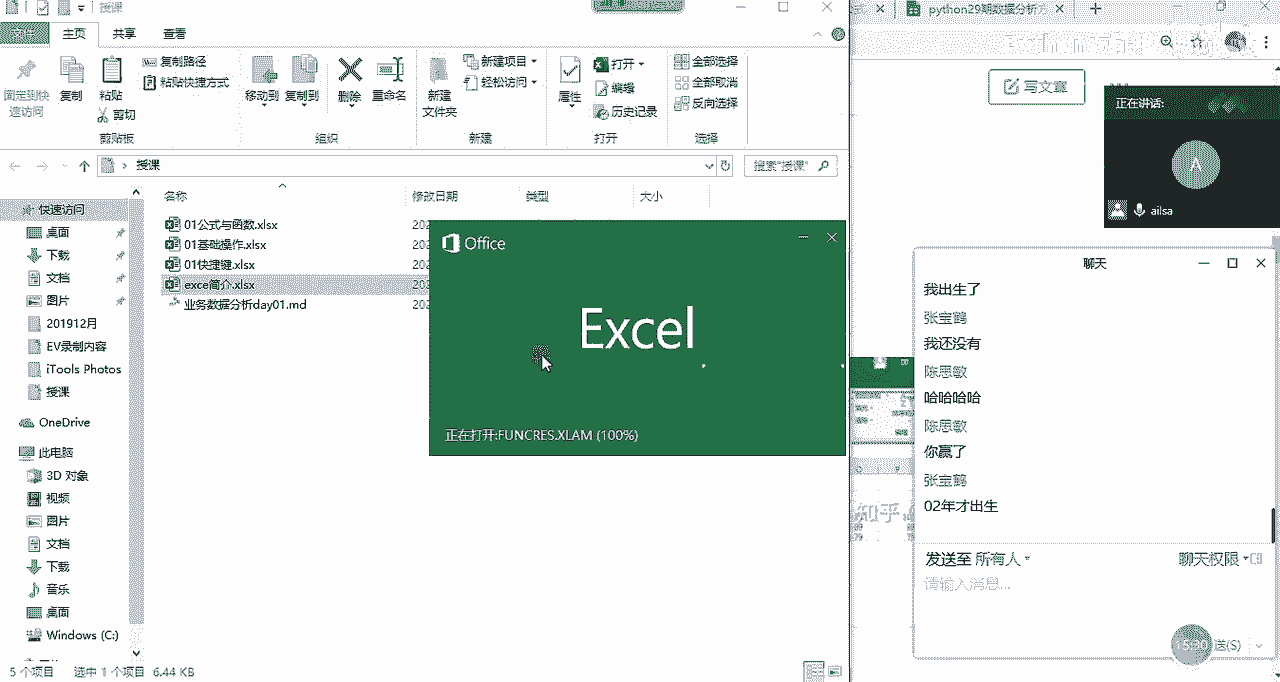 授课
python29期数据分析方
文件 主页 共享 查看
固定到快速访问
复制
粘贴
复制路径
粘贴快捷方式
剪切
剪贴板
移动到
复制到
删除
重命名
组织
新建
文件夹
新建项目
轻松访问
新建
属性
打开
编辑
历史记录
打开
全部选择
全部取消
反向选择
选择
写文章
正在讲话:
A
ailsa
授课
搜索"授课"
名称 修改日期 类型 大小
快速访问
桌面
下载
文档
图片
201912月
EV录制内容
iTools Photos
授课
OneDrive
此电脑
3D 对象
视频
图片
文档
下载
音乐
桌面
Windows (C:)
01公式与函数.xlsx
01基础操作.xlsx
01快捷键.xlsx
exce简介.xlsx
业务数据分析day01.md
202
202
202
202
202
Office
Excel
正在打开:FUNCRES.XLAM (100%)
知乎
聊天
我出生了
张宝鹤
我还没有
陈思敏
哈哈哈哈
陈思敏
你赢了
张宝鹤
02年才出生
发送至 所有人
聊天权限
请输入消息...
15:30
送(S)
5 个项目 选中 1 个项目 6.44 KB